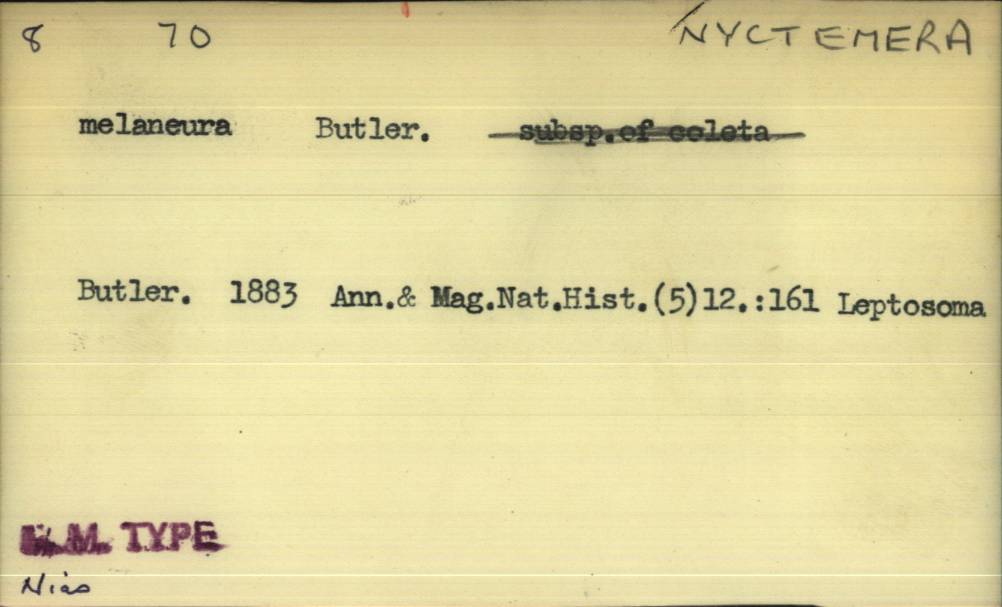 8 70 NYCTEMERA
melaneura Butler. subsp.of coleta
Butler. 1883 Ann.& Mag.Nat.Hist.(5)12.:161 Leptosoma
M. TYPE
Nias